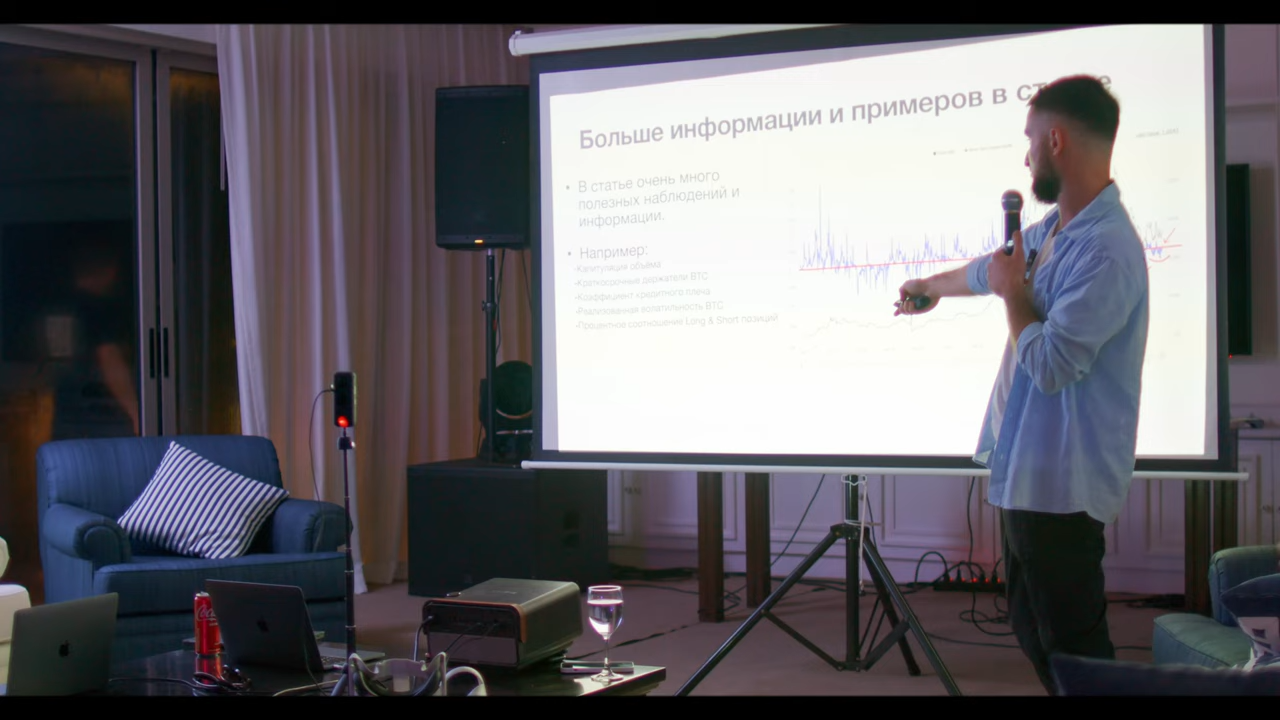 Больше информации и примеров в
• В статье очень много
полезных наблюдений и
информации.
• Например:
-Капитуляция объёма
-Краткосрочные держатели BTC
-Коэффициент кредитного плеча
-Реализованная волатильность BTC
-Процентное соотношение Long & Short позиций